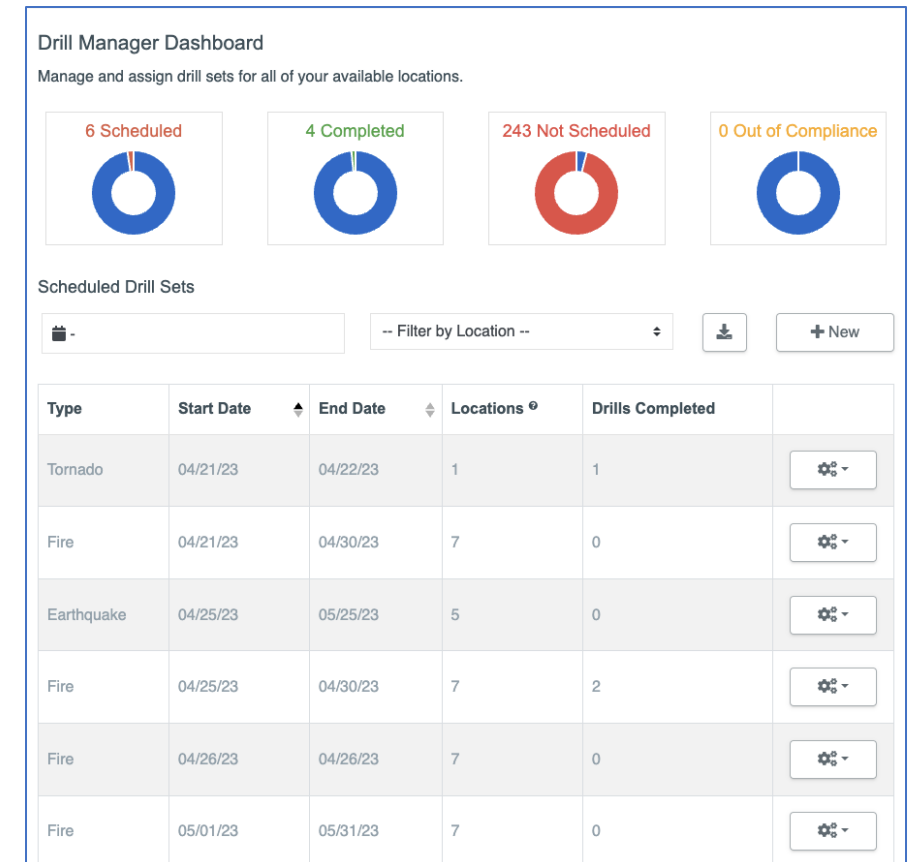 Drill Manager Dashboard
Manage and assign drill sets for all of your available locations.
6 Scheduled 4 Completed 243 Not Scheduled 0 Out of Compliance
Scheduled Drill Sets
- -- Filter by Location -- New
Type Start Date End Date Locations Drills Completed
Tornado 04/21/23 04/22/23 1 1
Fire 04/21/23 04/30/23 7 0
Earthquake 04/25/23 05/25/23 5 0
Fire 04/25/23 04/30/23 7 2
Fire 04/26/23 04/26/23 7 0
Fire 05/01/23 05/31/23 7 0